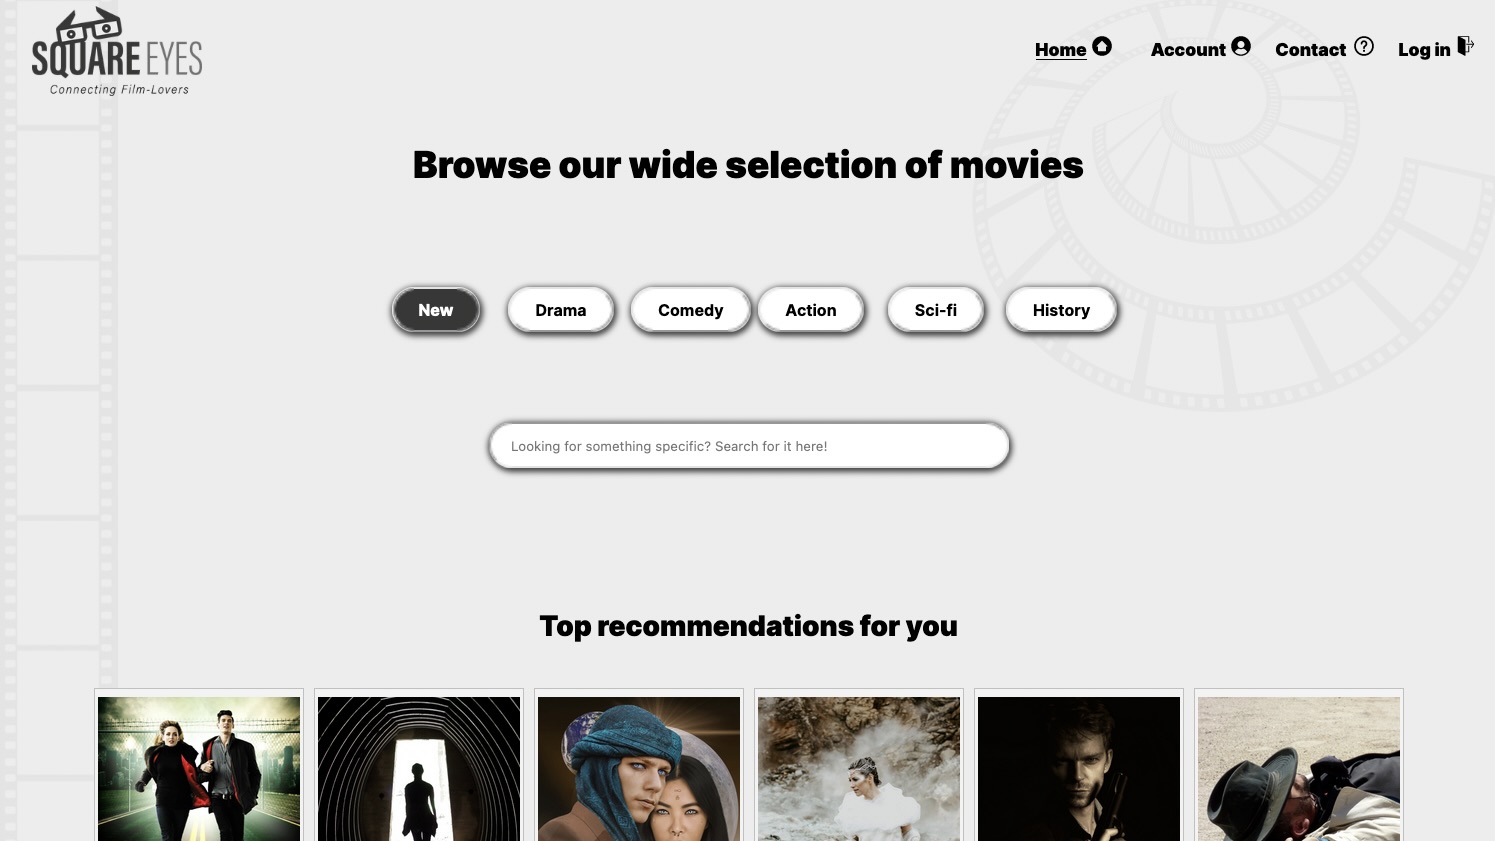 SQUARE EYES
Connecting Film-Lovers
Home
Account
Contact
Log in
Browse our wide selection of movies
New
Drama
Comedy
Action
Sci-fi
History
Looking for something specific? Search for it here!
Top recommendations for you